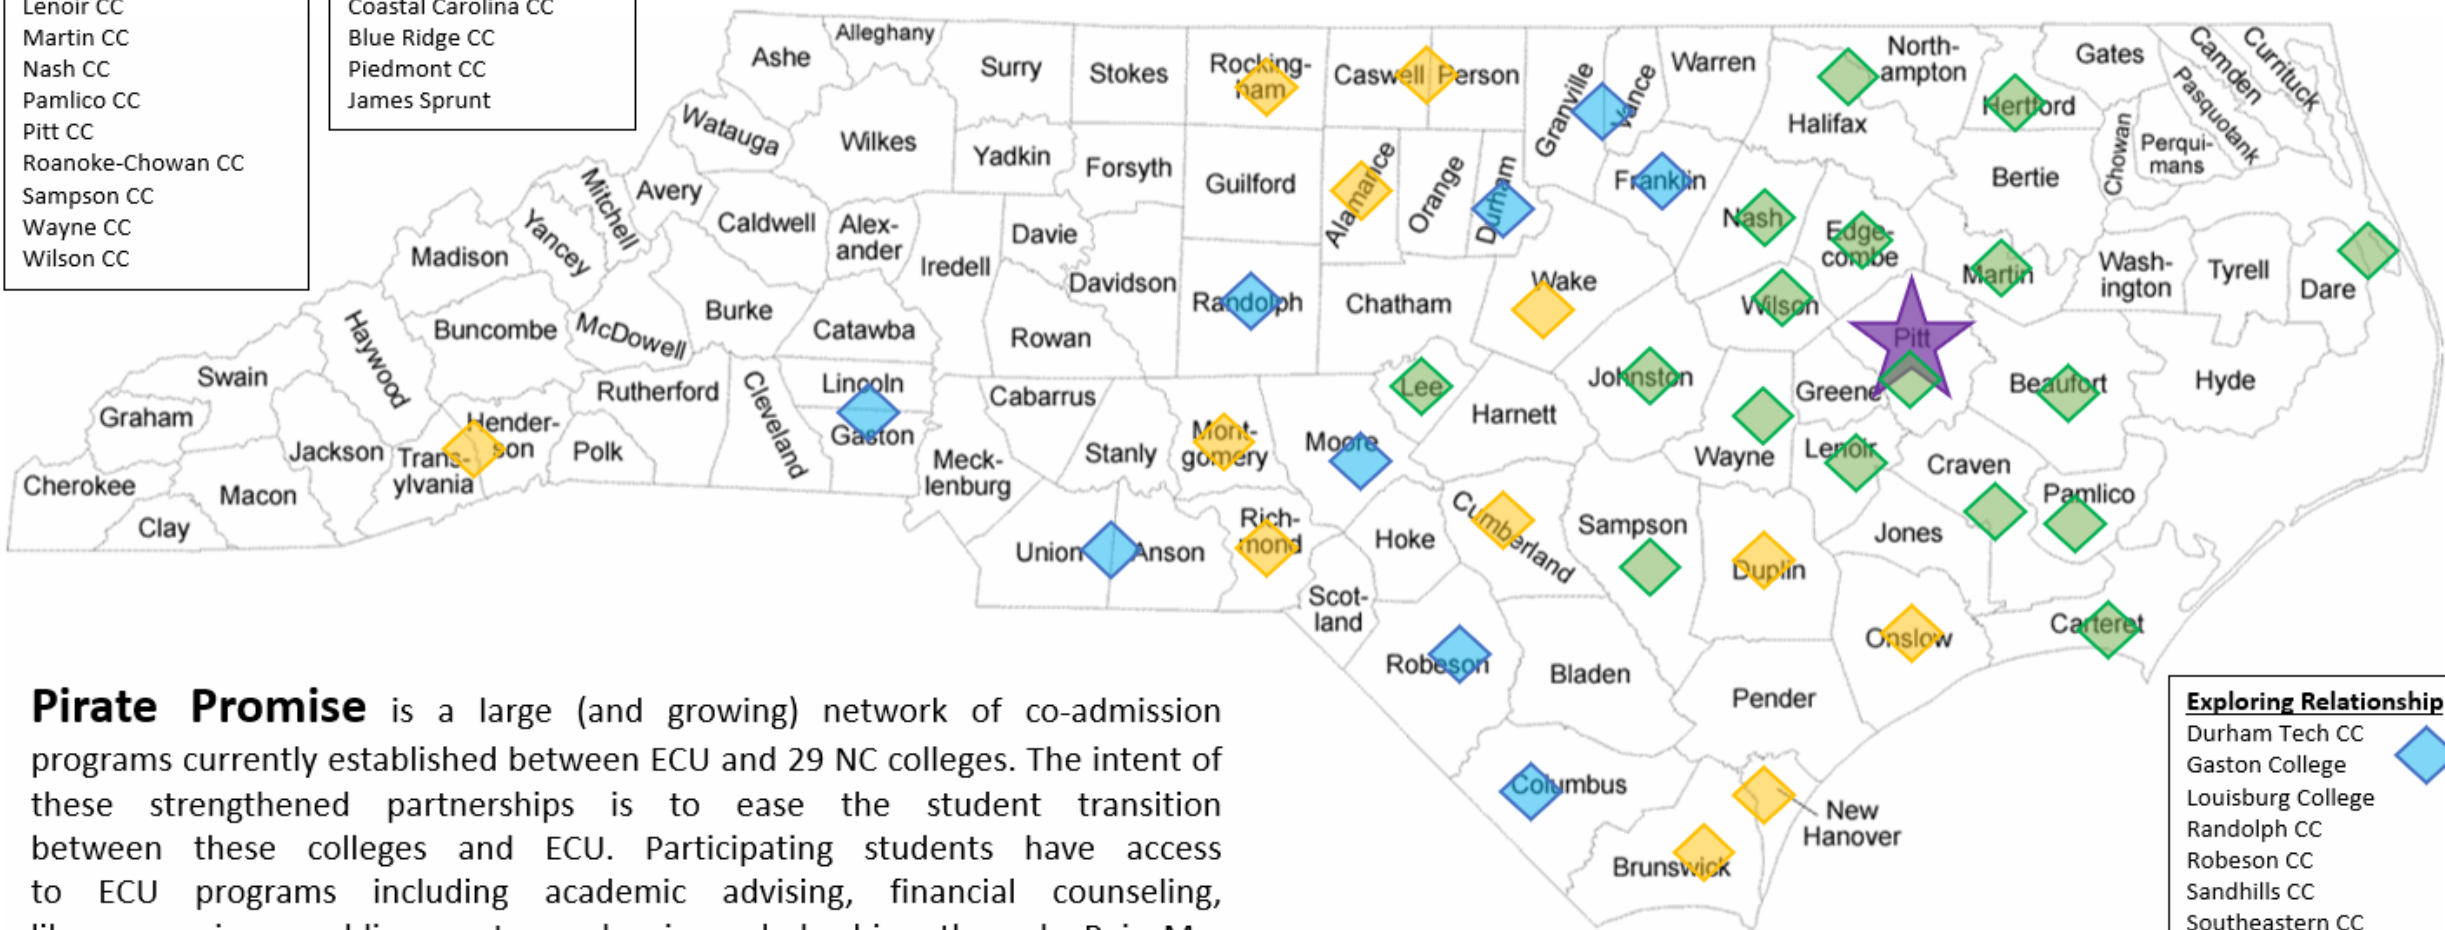 Lenoir CC
Martin CC
Nash CC
Pamlico CC
Pitt CC
Roanoke-Chowan CC
Sampson CC
Wayne CC
Wilson CC
Coastal Carolina CC
Blue Ridge CC
Piedmont CC
James Sprunt
Ashe
Alleghany
Surry
Stokes
Rocking-
ham
Caswell
Person
Granville
Vance
Warren
North-
ampton
Halifax
Hertford
Gates
Camden
Currituck
Pasquotank
Perqui-
mans
Chowan
Bertie
Watauga
Wilkes
Yadkin
Forsyth
Guilford
Alamance
Orange
Durham
Franklin
Nash
Edge-
combe
Martin
Wash-
ington
Tyrell
Dare
Mitchell
Avery
Yancey
Madison
Caldwell
Alex-
ander
Iredell
Davie
Davidson
Randolph
Chatham
Wake
Wilson
Pitt
Haywood
Buncombe
McDowell
Burke
Catawba
Rowan
Swain
Graham
Cherokee
Clay
Macon
Jackson
Trans-
ylvania
Hender-
son
Polk
Rutherford
Cleveland
Lincoln
Gaston
Meck-
lenburg
Cabarrus
Stanly
Mont-
gomery
Moore
Lee
Harnett
Johnston
Wayne
Greene
Lenoir
Beaufort
Hyde
Craven
Pamlico
Jones
Union
Anson
Rich-
mond
Scot-
land
Hoke
Cumberland
Sampson
Duplin
Onslow
Carteret
Robeson
Bladen
Pender
Columbus
Brunswick
New
Hanover
Pirate Promise is a large (and growing) network of co-admission
programs currently established between ECU and 29 NC colleges. The intent of
these strengthened partnerships is to ease the student transition
between these colleges and ECU. Participating students have access
to ECU programs including academic advising, financial counseling,
Exploring Relationship
Durham Tech CC
Gaston College
Louisburg College
Randolph CC
Robeson CC
Sandhills CC
Southeastern CC